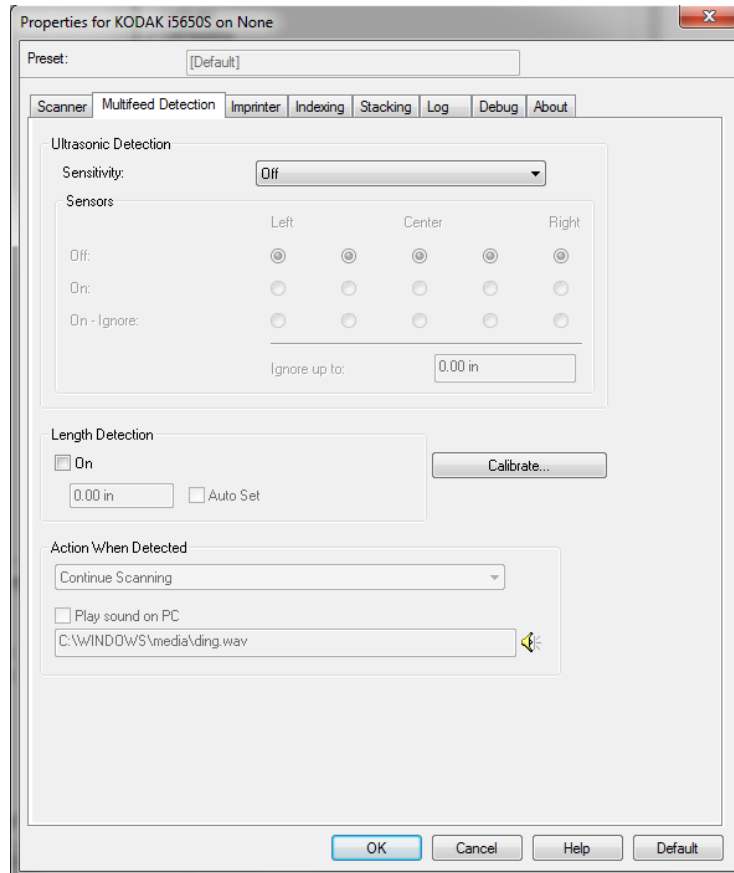 Properties for KODAK i5650S on None
x
Preset: [Default]
Scanner Multifeed Detection Imprinter Indexing Stacking Log Debug About
Ultrasonic Detection
Sensitivity: Off
Sensors
Left Center Right
Off:
On:
On - Ignore:
Ignore up to: 0.00 in
Length Detection
On
Calibrate...
0.00 in Auto Set
Action When Detected
Continue Scanning
Play sound on PC
C:\WINDOWS\media\ding.wav
OK Cancel Help Default